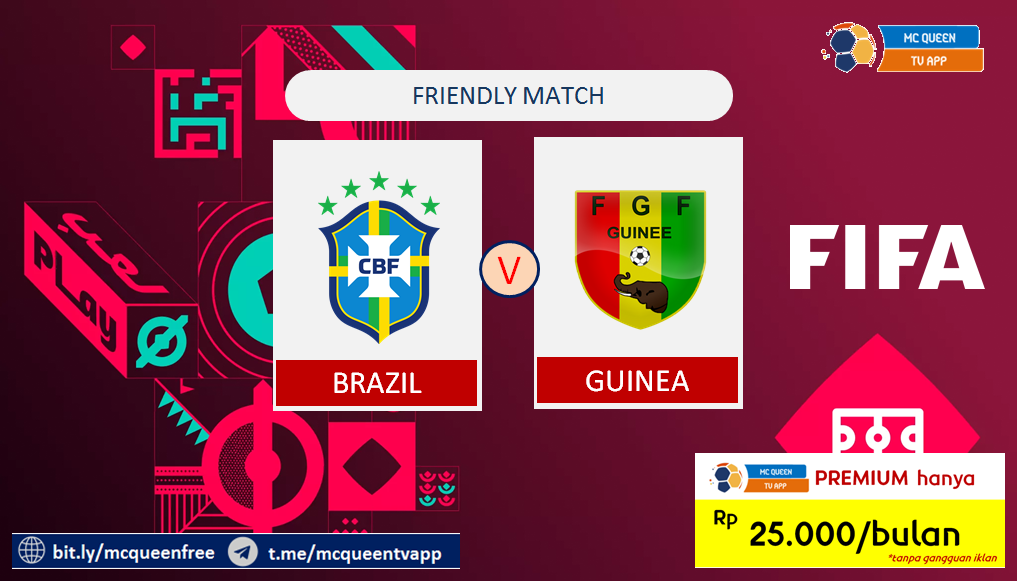 MC QUEEN
TV APP
FRIENDLY MATCH
CBF
F G F
GUINEE
V
BRAZIL
GUINEA
FIFA
Play
MC QUEEN
TV APP
PREMIUM hanya
Rp 25.000/bulan
*tanpa gangguan iklan
bit.ly/mcqueenfree
t.me/mcqueentvapp